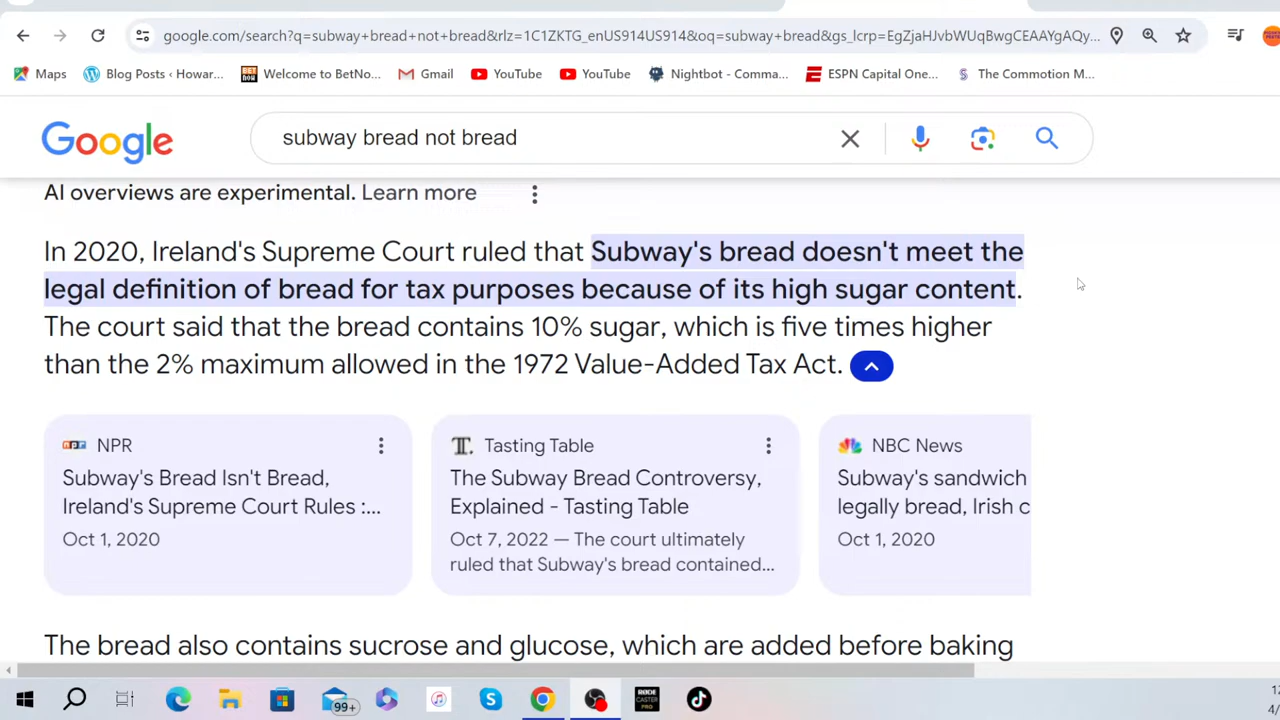 google.com/search?q=subway+bread+not+bread&rlz=1C1ZKTG_enUS914US914&oq=subway+bread&gs_lcrp=EgZjaHJvbWUqBwgCEAAYgAQy...
Maps Blog Posts ‹ Howar... BET NOW Welcome to BetNo... Gmail YouTube YouTube Nightbot - Comma... ESPN Capital One... The Commotion M...
Google subway bread not bread
AI overviews are experimental. Learn more
In 2020, Ireland's Supreme Court ruled that Subway's bread doesn't meet the
legal definition of bread for tax purposes because of its high sugar content.
The court said that the bread contains 10% sugar, which is five times higher
than the 2% maximum allowed in the 1972 Value-Added Tax Act.
npr NPR
Subway's Bread Isn't Bread,
Ireland's Supreme Court Rules :...
Oct 1, 2020
T. Tasting Table
The Subway Bread Controversy,
Explained - Tasting Table
Oct 7, 2022 — The court ultimately
ruled that Subway's bread contained...
NBC News
Subway's sandwich
legally bread, Irish c
Oct 1, 2020
The bread also contains sucrose and glucose, which are added before baking
99+
RØDE
CASTER
PRO